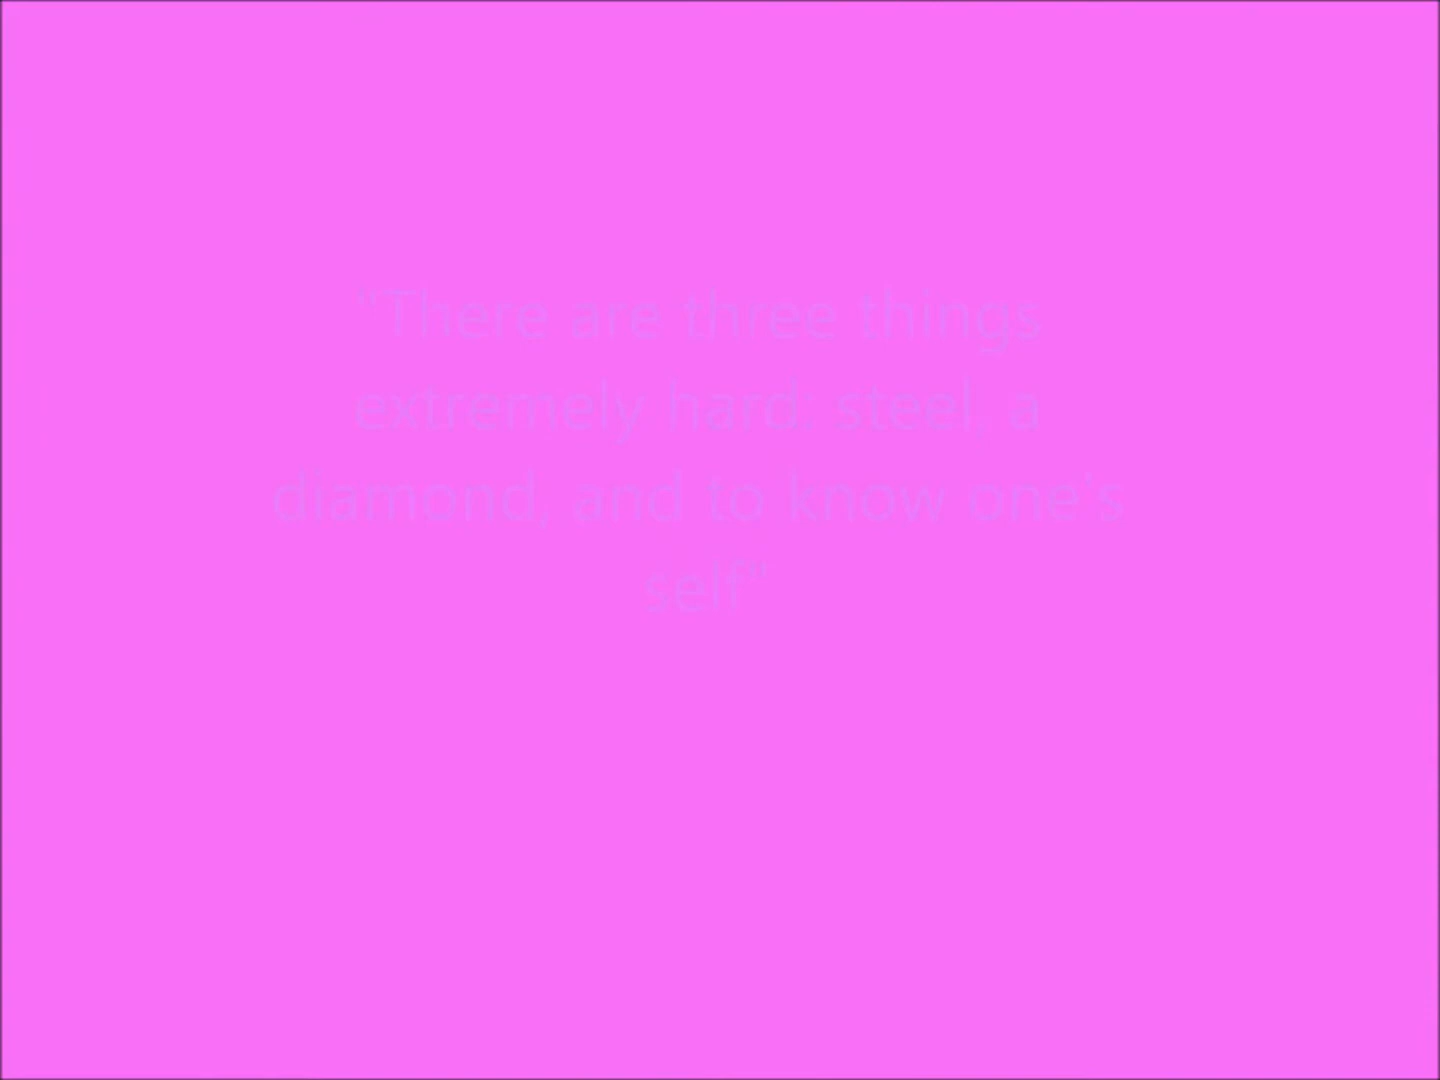 "There are three things
extremely hard: steel, a
diamond, and to know one's
self"